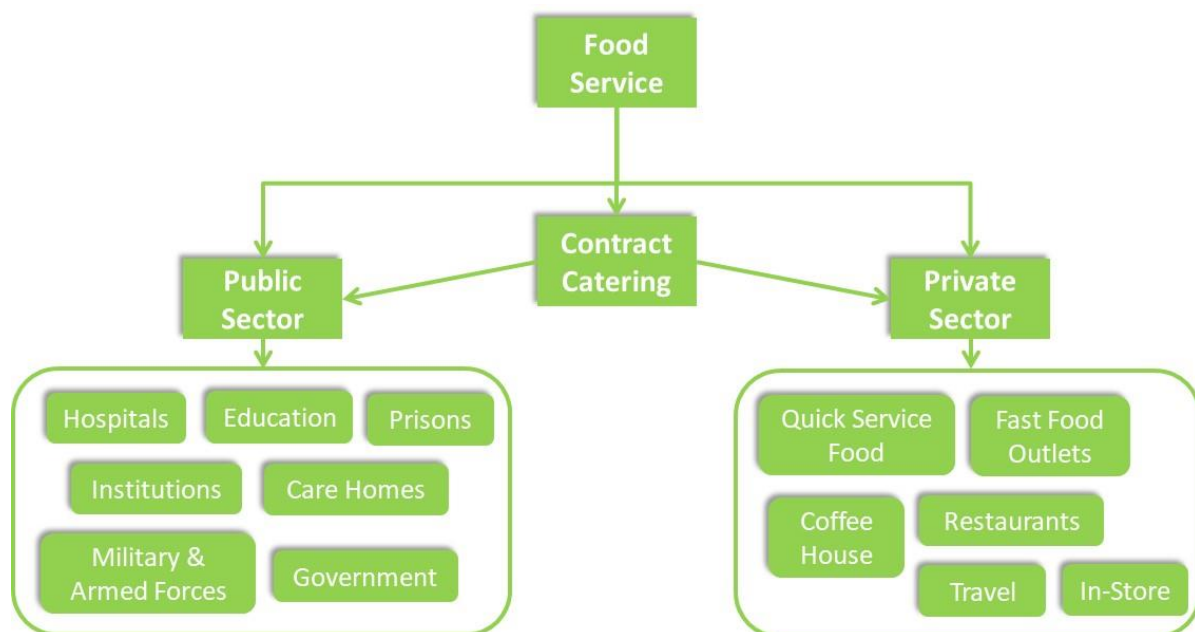 Food
Service
Contract
Catering
Public
Sector
Private
Sector
Hospitals
Education
Prisons
Institutions
Care Homes
Military &
Armed Forces
Government
Quick Service
Food
Fast Food
Outlets
Coffee
House
Restaurants
Travel
In-Store